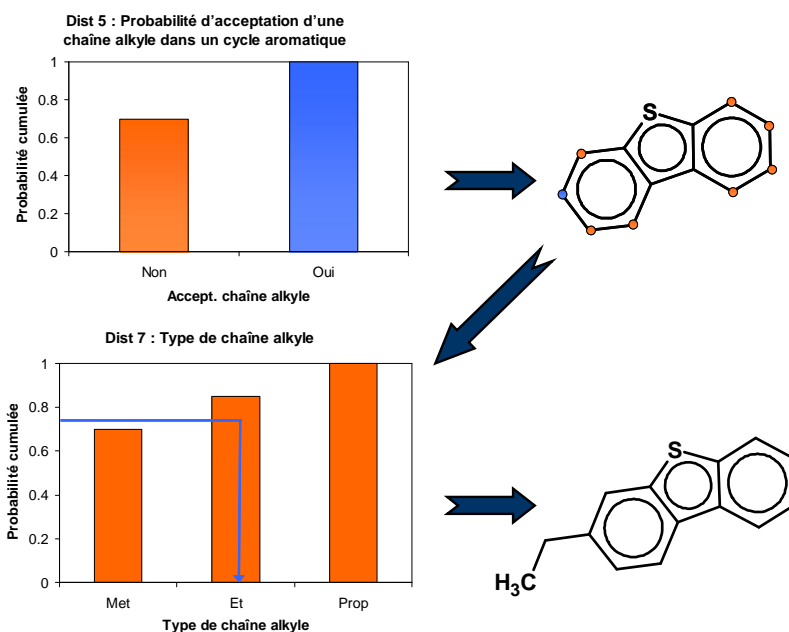 Dist 5 : Probabilité d'acceptation d'une
chaîne alkyle dans un cycle aromatique
Probabilité cumulée
1
0.8
0.6
0.4
0.2
0
Non
Oui
Accept. chaîne alkyle
S
Dist 7 : Type de chaîne alkyle
Probabilité cumulée
1
0.8
0.6
0.4
0.2
0
Met
Et
Prop
Type de chaîne alkyle
S
H3C